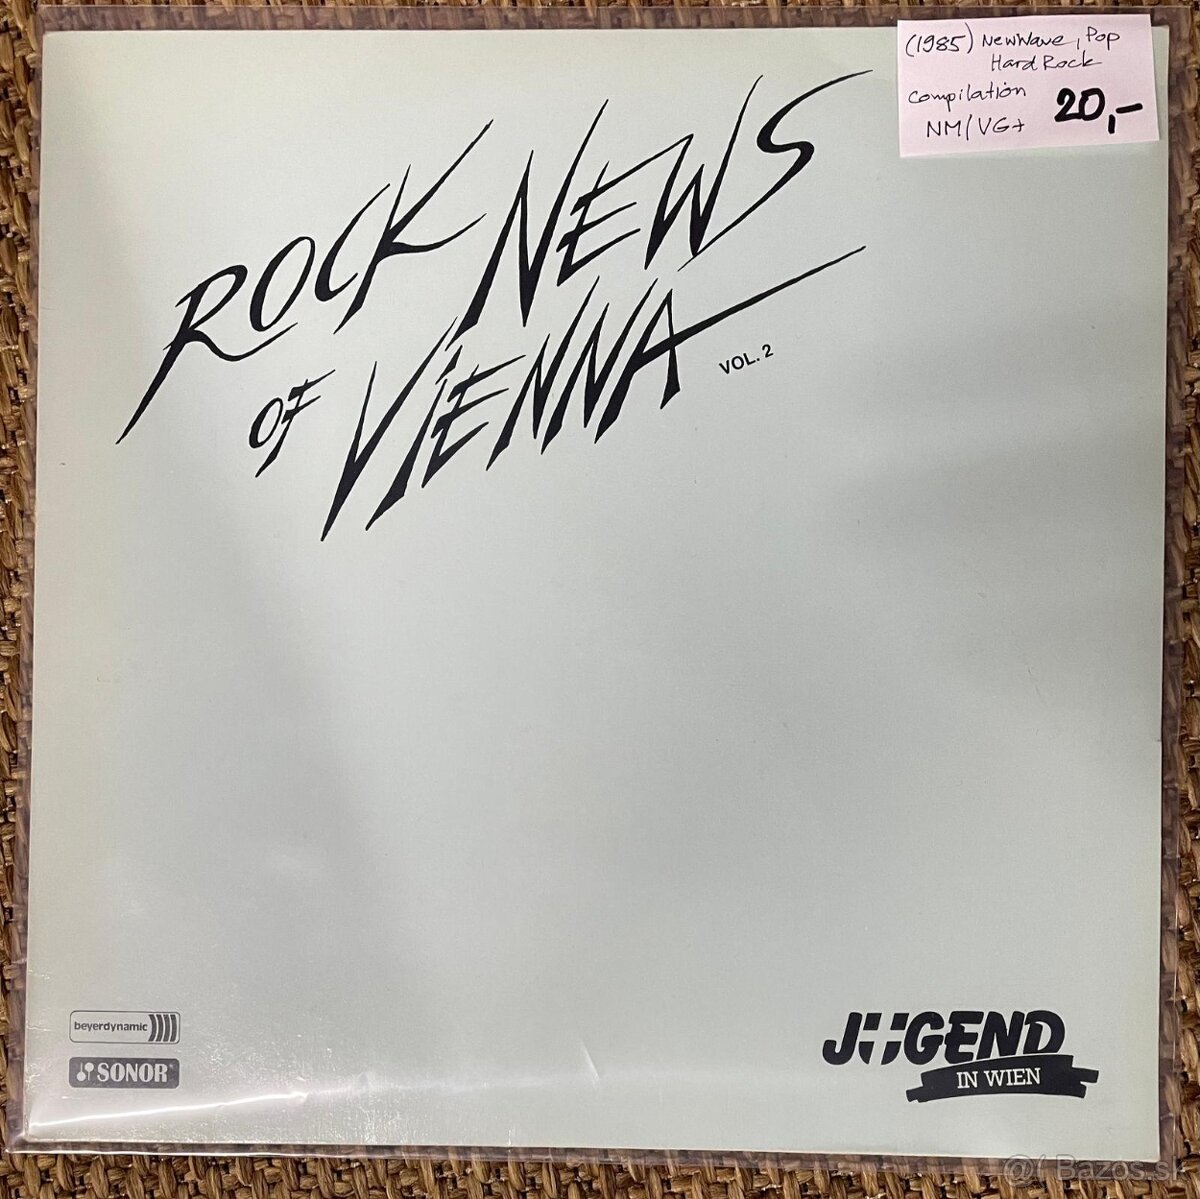 (1985) NewWave, Pop
Hard Rock
Compilation
NM/VG+
20,-
ROCK NEWS
OF VIENNA
VOL. 2
beyerdynamic
SONOR
JUGEND
IN WIEN
@( Bazos.sk